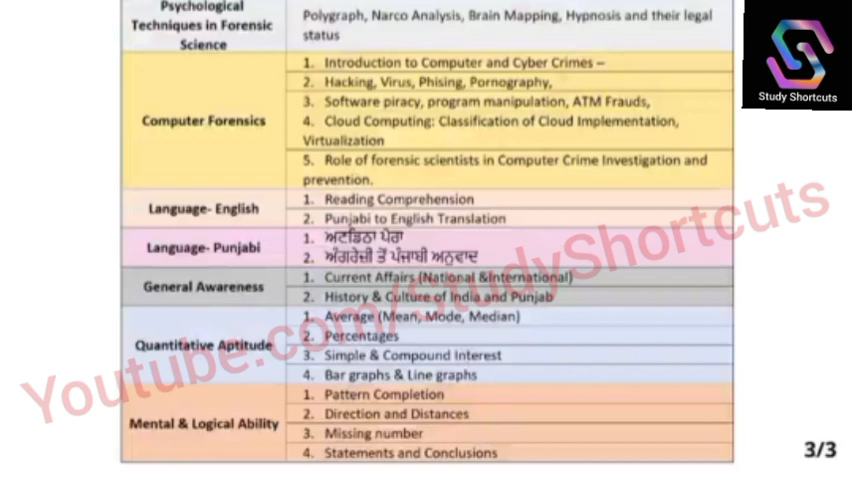 Psychological
Techniques in Forensic
Science
Polygraph, Narco Analysis, Brain Mapping, Hypnosis and their legal
status
Computer Forensics
1. Introduction to Computer and Cyber Crimes –
2. Hacking, Virus, Phising, Pornography,
3. Software piracy, program manipulation, ATM Frauds,
4. Cloud Computing: Classification of Cloud Implementation,
Virtualization
5. Role of forensic scientists in Computer Crime Investigation and
prevention.
Language- English
1. Reading Comprehension
2. Punjabi to English Translation
Language- Punjabi
1. ਅਣਡਿਠਾ ਪੈਰਾ
2. ਅੰਗਰੇਜ਼ੀ ਤੋਂ ਪੰਜਾਬੀ ਅਨੁਵਾਦ
General Awareness
1. Current Affairs (National &International)
2. History & Culture of India and Punjab
Quantitative Aptitude
1. Average (Mean, Mode, Median)
2. Percentages
3. Simple & Compound Interest
4. Bar graphs & Line graphs
Mental & Logical Ability
1. Pattern Completion
2. Direction and Distances
3. Missing number
4. Statements and Conclusions
Study Shortcuts
Youtube.com/StudyShortcuts
3/3